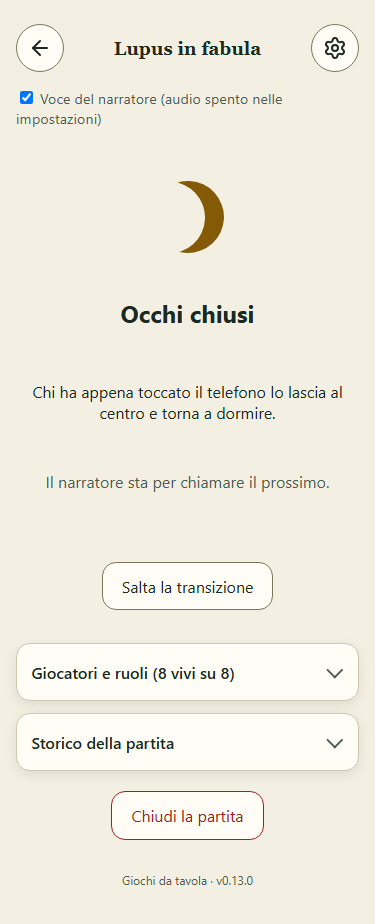 Lupus in fabula
Voce del narratore (audio spento nelle
impostazioni)
Occhi chiusi
Chi ha appena toccato il telefono lo lascia al
centro e torna a dormire.
Il narratore sta per chiamare il prossimo.
Salta la transizione
Giocatori e ruoli (8 vivi su 8)
Storico della partita
Chiudi la partita
Giochi da tavola · v0.13.0